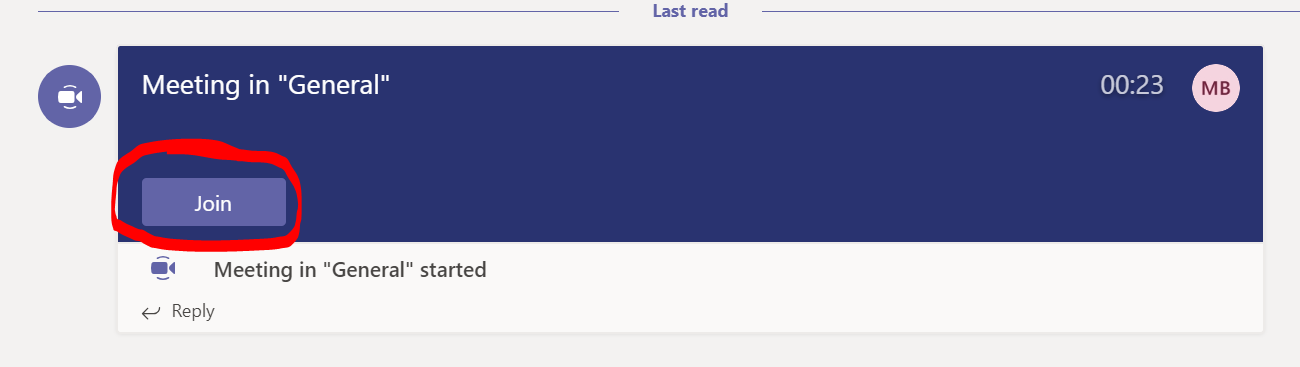 Last read
Meeting in "General"
00:23
MB
Join
Meeting in "General" started
Reply